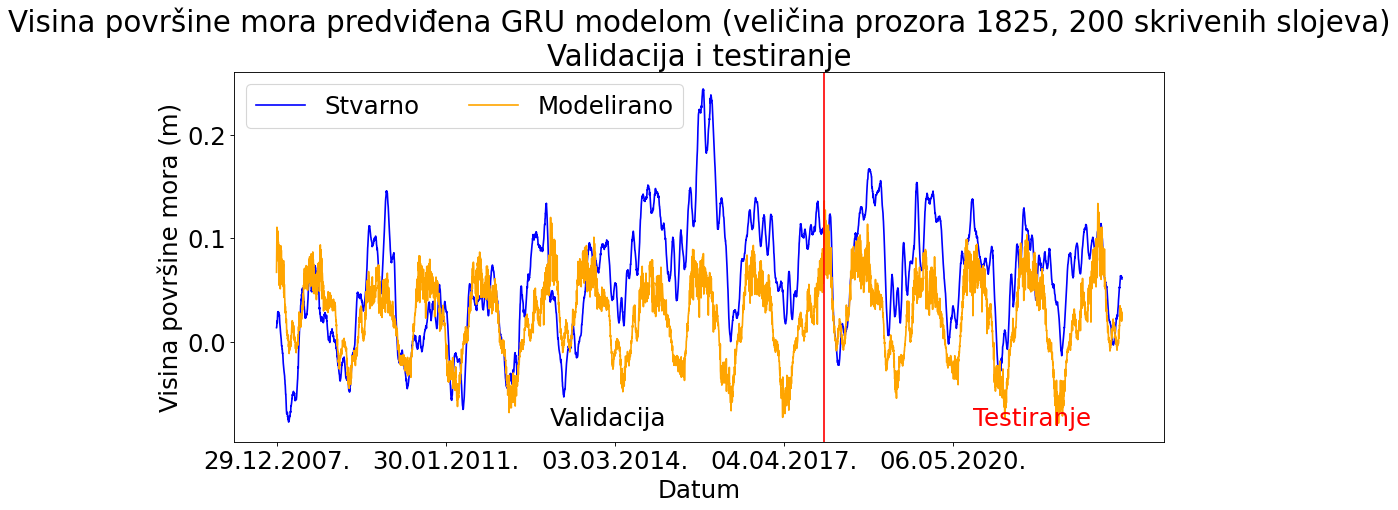 Visina površine mora predviđena GRU modelom (veličina prozora 1825, 200 skrivenih slojeva)
Validacija i testiranje
Stvarno Modelirano
Visina površine mora (m)
0.2
0.1
0.0
Validacija
Testiranje
29.12.2007. 30.01.2011. 03.03.2014. 04.04.2017. 06.05.2020.
Datum